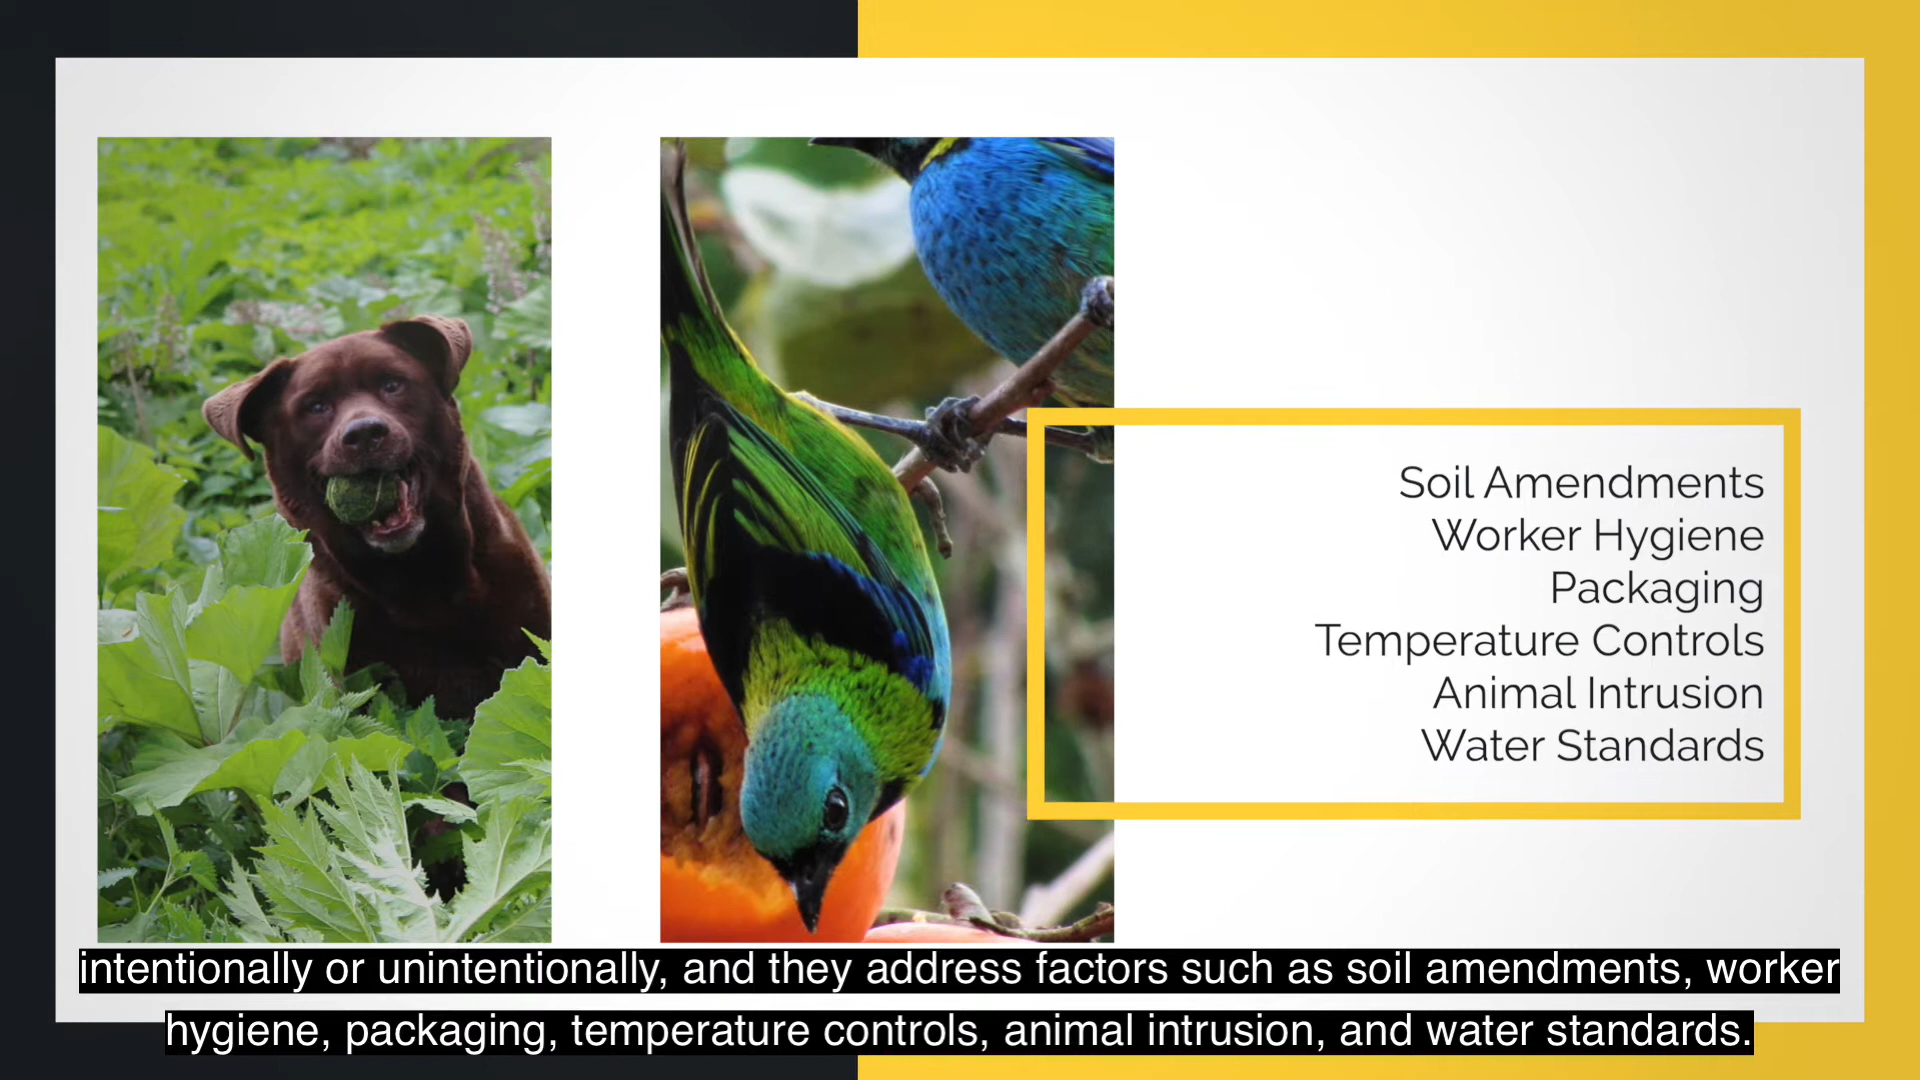 Soil Amendments
Worker Hygiene
Packaging
Temperature Controls
Animal Intrusion
Water Standards
intentionally or unintentionally, and they address factors such as soil amendments, worker
hygiene, packaging, temperature controls, animal intrusion, and water standards.